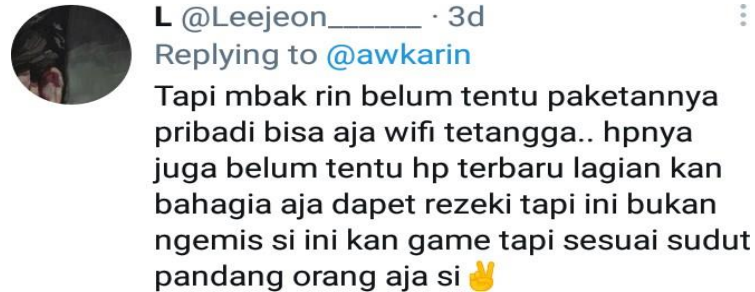 L @Leejeon______ · 3d
Replying to @awkarin
Tapi mbak rin belum tentu paketannya
pribadi bisa aja wifi tetangga.. hpnya
juga belum tentu hp terbaru lagian kan
bahagia aja dapet rezeki tapi ini bukan
ngemis si ini kan game tapi sesuai sudut
pandang orang aja si✌